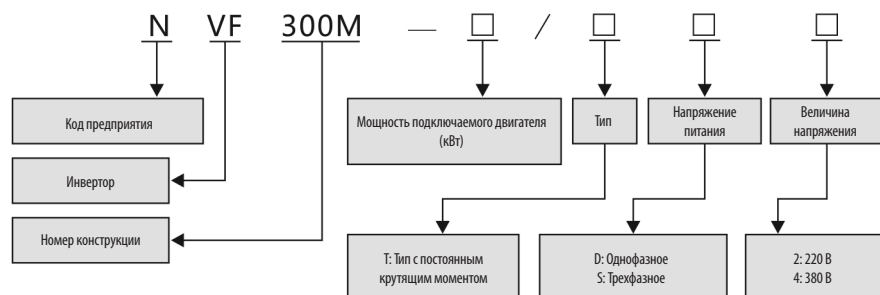 N VF 300M — □ / □ □ □
Код предприятия
Инвертор
Номер конструкции
Мощность подключаемого двигателя
(кВт)
Тип
Напряжение
питания
Величина
напряжения
Т: Тип с постоянным
крутящим моментом
D: Однофазное
S: Трехфазное
2: 220 В
4: 380 В